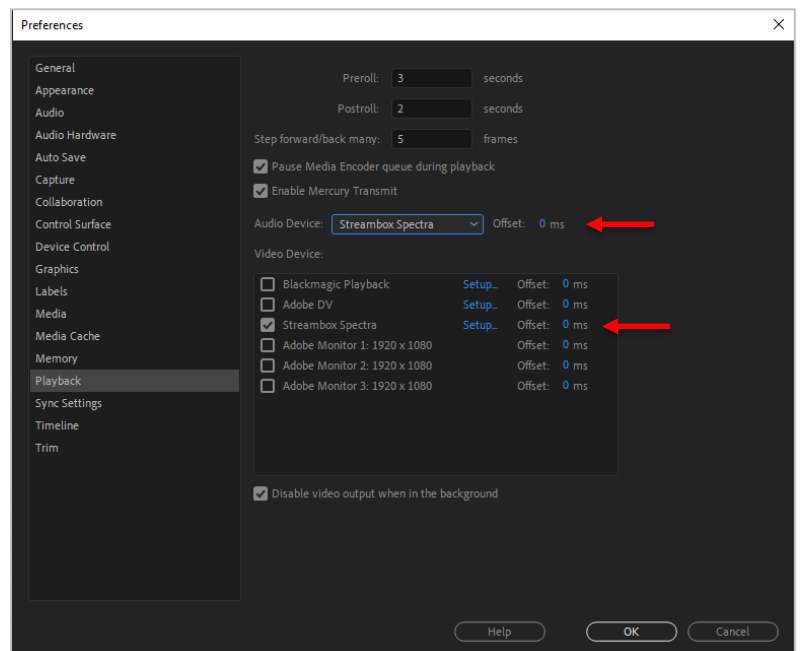 Preferences
General
Appearance
Audio
Audio Hardware
Auto Save
Capture
Collaboration
Control Surface
Device Control
Graphics
Labels
Media
Media Cache
Memory
Playback
Sync Settings
Timeline
Trim
Preroll: 3 seconds
Postroll: 2 seconds
Step forward/back many: 5 frames
Pause Media Encoder queue during playback
Enable Mercury Transmit
Audio Device: Streambox Spectra Offset: 0 ms
Video Device:
Blackmagic Playback Setup... Offset: 0 ms
Adobe DV Setup... Offset: 0 ms
Streambox Spectra Setup... Offset: 0 ms
Adobe Monitor 1: 1920 x 1080 Offset: 0 ms
Adobe Monitor 2: 1920 x 1080 Offset: 0 ms
Adobe Monitor 3: 1920 x 1080 Offset: 0 ms
Disable video output when in the background
Help OK Cancel